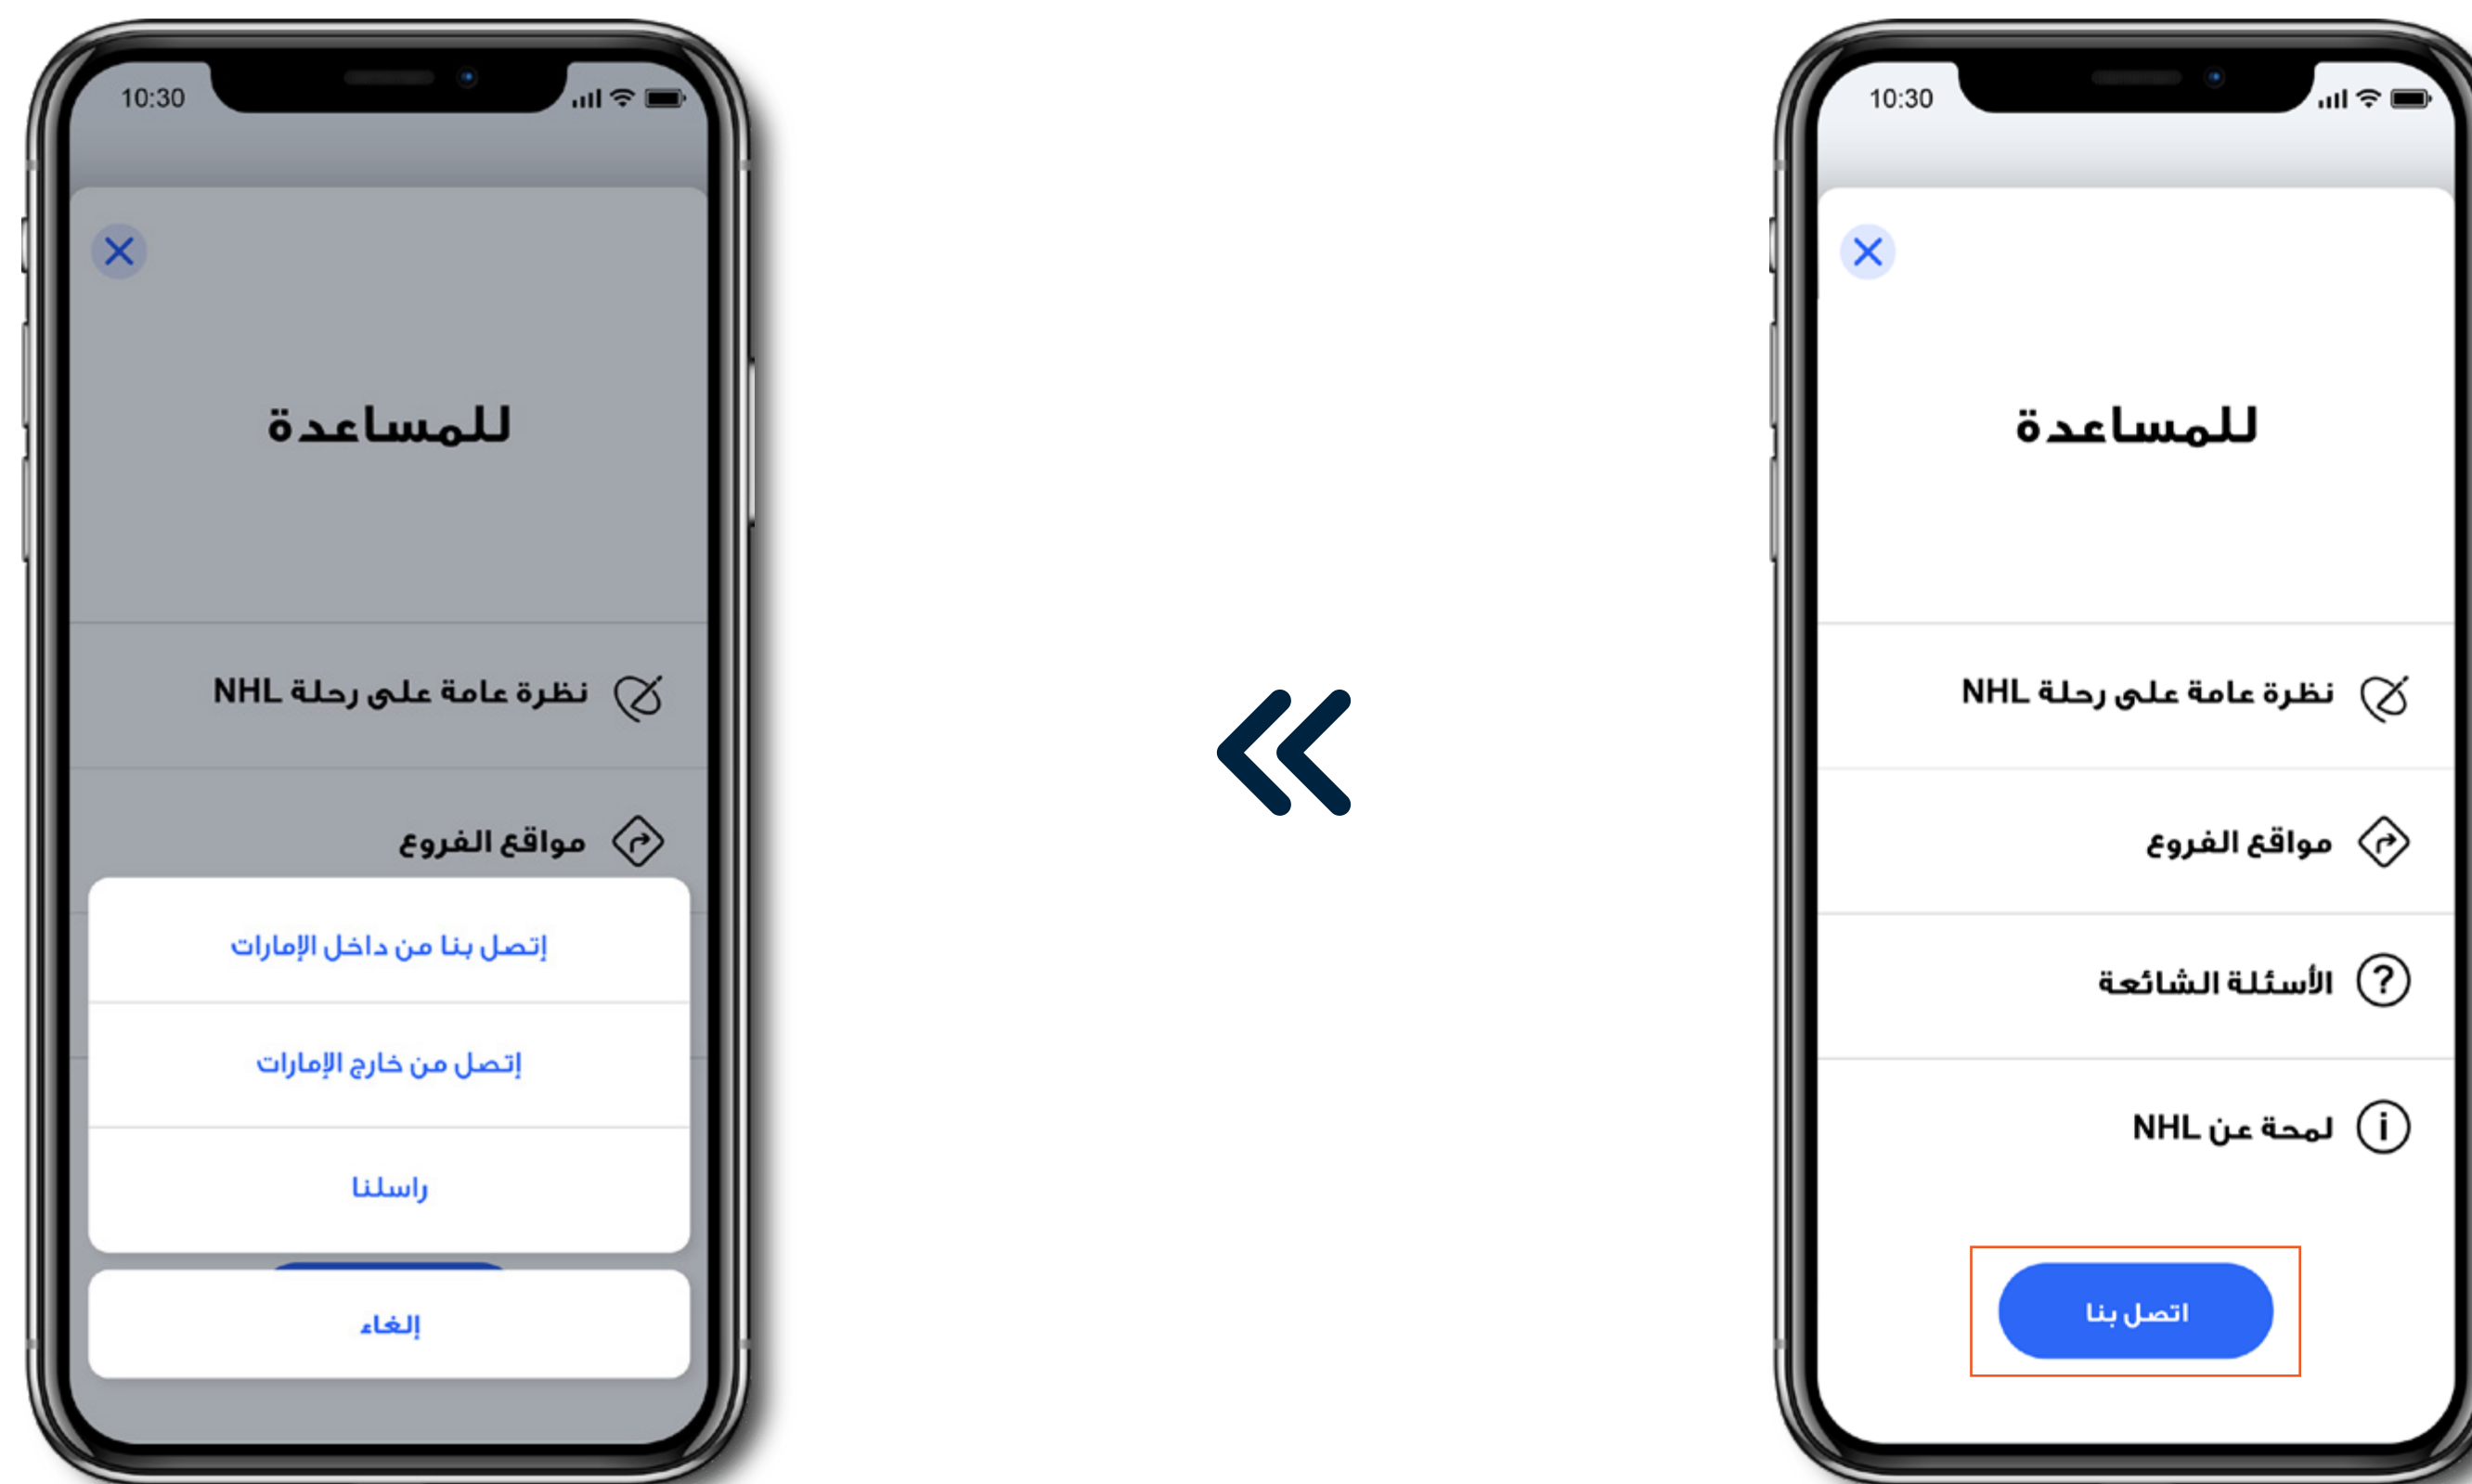 10:30
للمساعدة
نظرة عامة على رحلة NHL
مواقع الفروع
الأسئلة الشائعة
لمحة عن NHL
اتصل بنا
10:30
للمساعدة
نظرة عامة على رحلة NHL
مواقع الفروع
إتصل بنا من داخل الإمارات
إتصل من خارج الإمارات
راسلنا
إلغاء